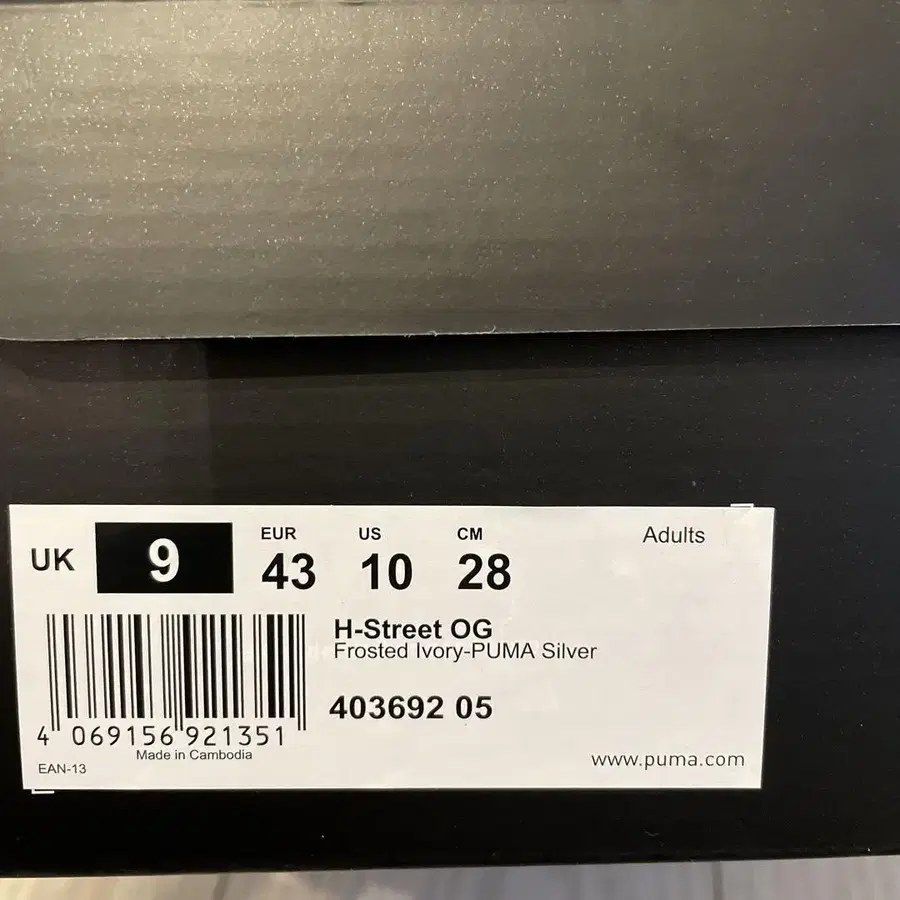 UK 9
EUR 43
US 10
CM 28
Adults
H-Street OG
Frosted Ivory-PUMA Silver
403692 05
4 069156 921351
Made in Cambodia
EAN-13
www.puma.com